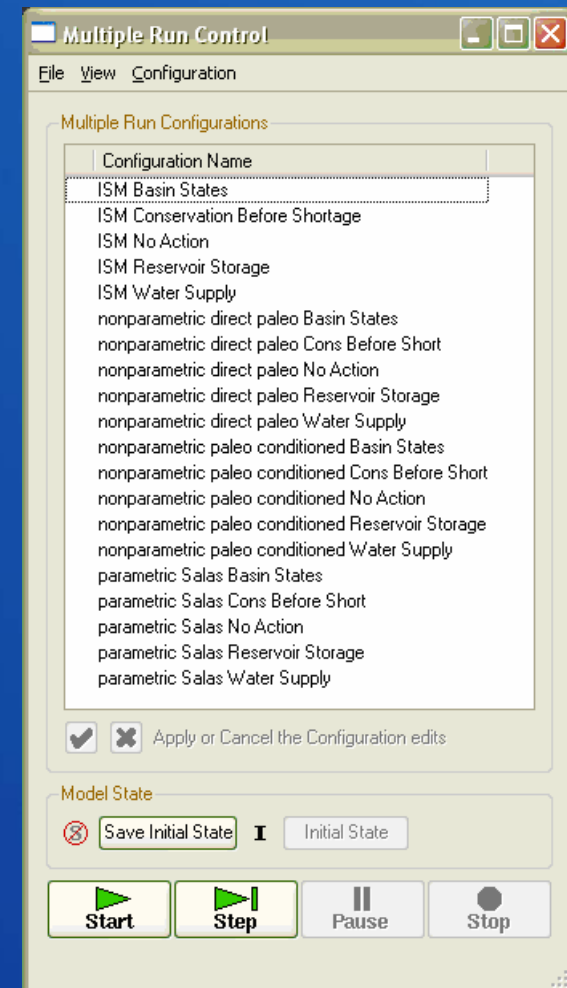 Multiple Run Control
File View Configuration
Multiple Run Configurations
Configuration Name
ISM Basin States
ISM Conservation Before Shortage
ISM No Action
ISM Reservoir Storage
ISM Water Supply
nonparametric direct paleo Basin States
nonparametric direct paleo Cons Before Short
nonparametric direct paleo No Action
nonparametric direct paleo Reservoir Storage
nonparametric direct paleo Water Supply
nonparametric paleo conditioned Basin States
nonparametric paleo conditioned Cons Before Short
nonparametric paleo conditioned No Action
nonparametric paleo conditioned Reservoir Storage
nonparametric paleo conditioned Water Supply
parametric Salas Basin States
parametric Salas Cons Before Short
parametric Salas No Action
parametric Salas Reservoir Storage
parametric Salas Water Supply
Apply or Cancel the Configuration edits
Model State
S Save Initial State I Initial State
Start Step Pause Stop